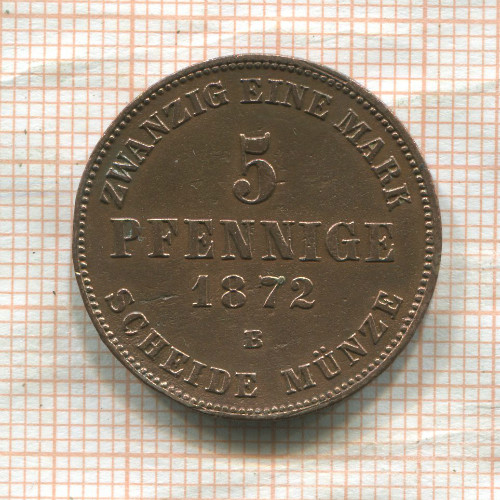 ZWANZIG EINE MARK
5
PFENNIGE
1872
B
SCHEIDE MÜNZE